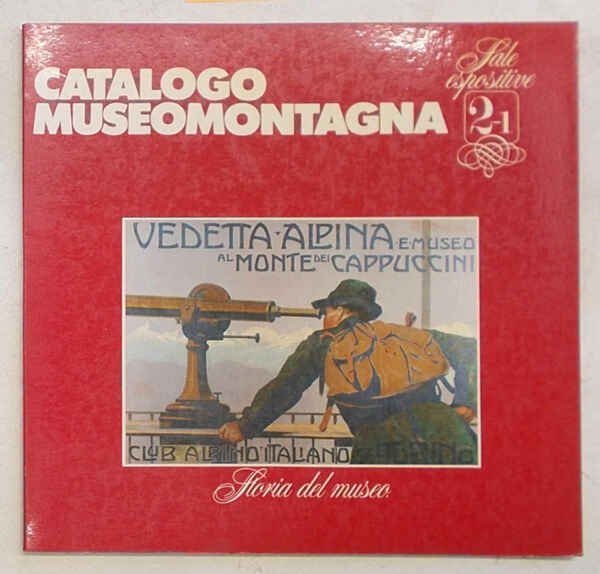 CATALOGO
MUSEOMONTAGNA
Sale
espositive
2-1
VEDETTA·ALPINA·E·MUSEO
AL MONTE DEI CAPPUCCINI
CLUB ALPINO ITALIANO TORINO
Storia del museo.